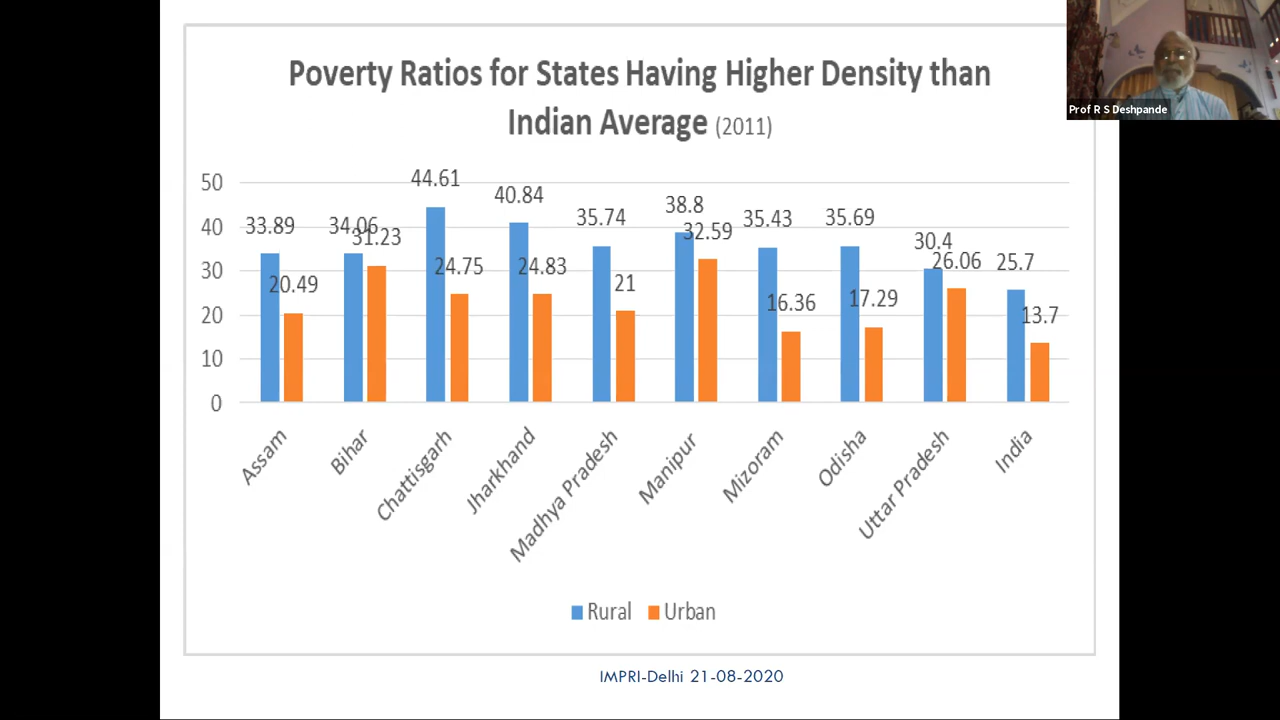 Prof R S Deshpande
Poverty Ratios for States Having Higher Density than
Indian Average (2011)
50
40
30
20
10
0
33.89
20.49
34.06
31.23
44.61
24.75
40.84
24.83
35.74
21
38.8
32.59
35.43
16.36
35.69
17.29
30.4
26.06
25.7
13.7
Assam
Bihar
Chattisgarh
Jharkhand
Madhya Pradesh
Manipur
Mizoram
Odisha
Uttar Pradesh
India
Rural
Urban
IMPRI-Delhi 21-08-2020